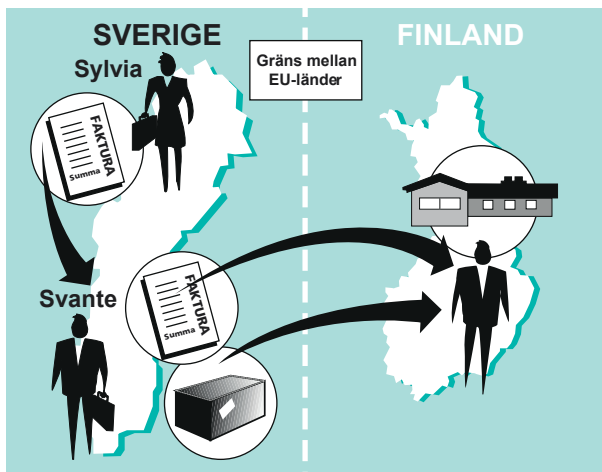 SVERIGE
FINLAND
Gräns mellan
EU-länder
Sylvia
FAKTURA
Summa
Svante
FAKTURA
Summa